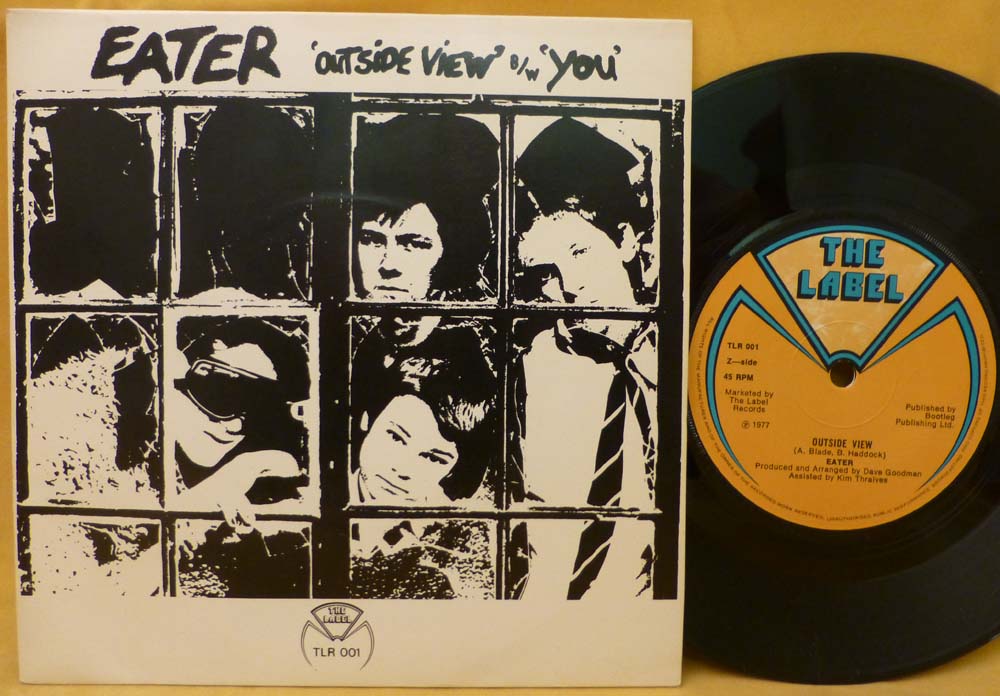 EATER 'OUTSIDE VIEW' B/W 'YOU'
THE
LABEL
TLR 001
THE
LABEL
TLR 001
Z—side
45 RPM
Marketed by
The Label
Records
℗ 1977
Published by
Bootleg
Publishing Ltd.
OUTSIDE VIEW
(A. Blade, B. Haddock)
EATER
Produced and Arranged by Dave Goodman
Assisted by Kim Thraives